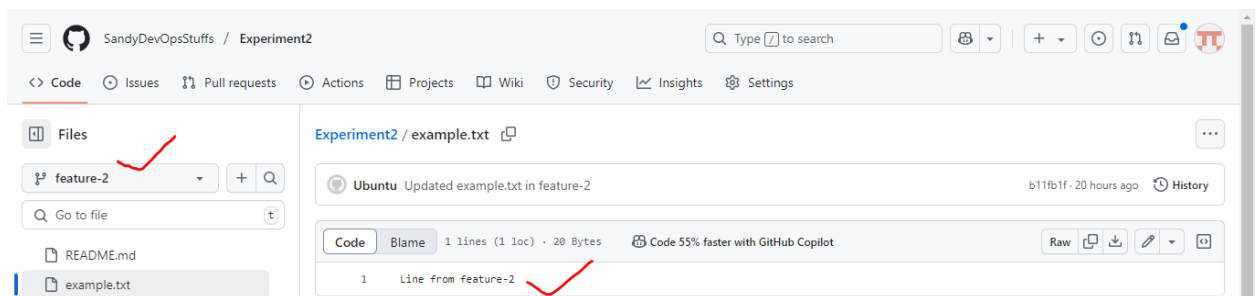 SandyDevOpsStuffs / Experiment2
Type / to search
Code Issues Pull requests Actions Projects Wiki Security Insights Settings
Files
Experiment2 / example.txt
feature-2
Ubuntu Updated example.txt in feature-2
b11fb1f · 20 hours ago
History
Go to file
t
Code Blame 1 lines (1 loc) · 20 Bytes Code 55% faster with GitHub Copilot Raw
README.md
1 Line from feature-2
example.txt